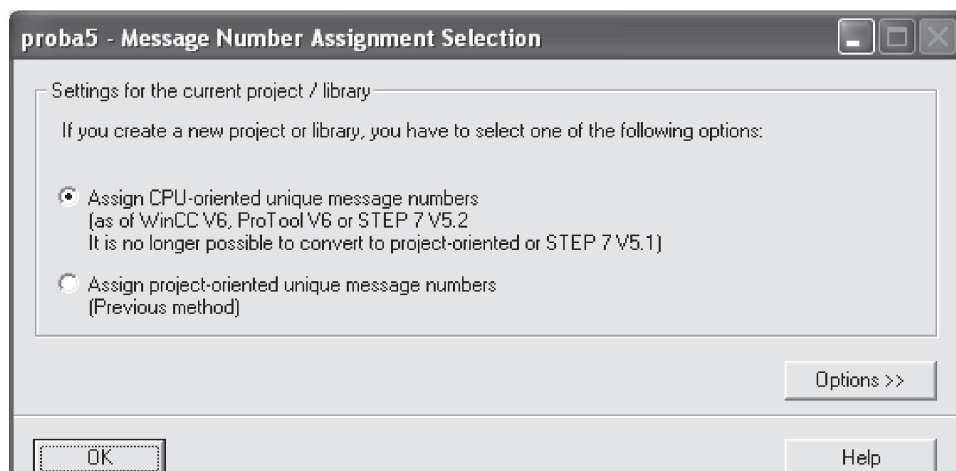 proba5 - Message Number Assignment Selection
Settings for the current project / library
If you create a new project or library, you have to select one of the following options:
Assign CPU-oriented unique message numbers
(as of WinCC V6, ProTool V6 or STEP 7 V5.2
It is no longer possible to convert to project-oriented or STEP 7 V5.1)
Assign project-oriented unique message numbers
(Previous method)
Options >>
OK
Help